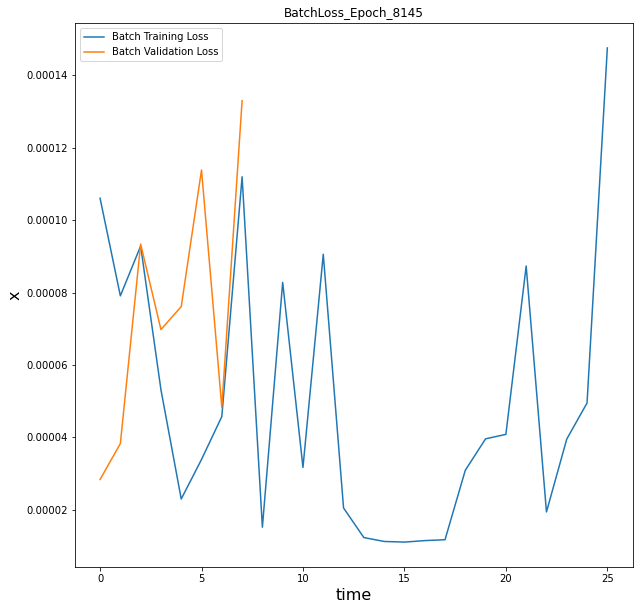 BatchLoss_Epoch_8145
Batch Training Loss
Batch Validation Loss
0.00014
0.00012
0.00010
0.00008
0.00006
0.00004
0.00002
x
0 5 10 15 20 25
time